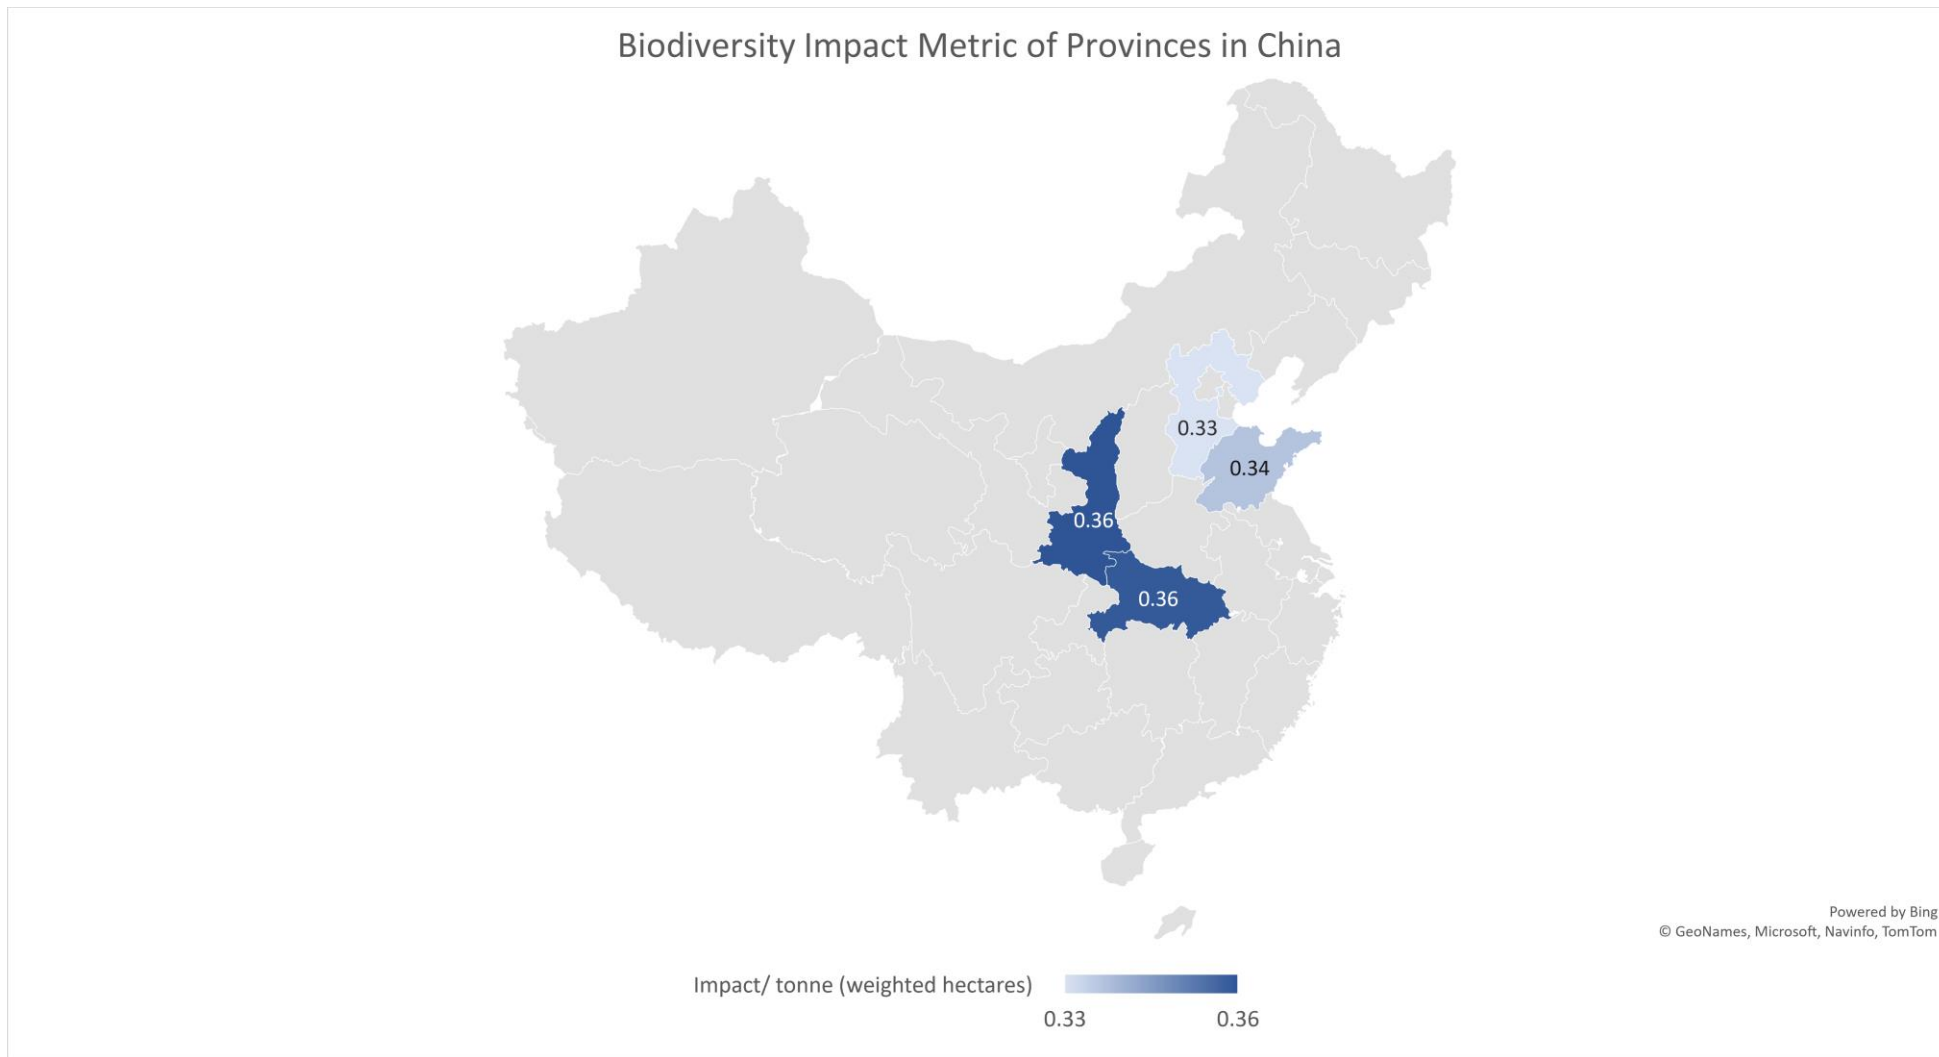 Biodiversity Impact Metric of Provinces in China
0.33
0.34
0.36
0.36
Powered by Bing
© GeoNames, Microsoft, Navinfo, TomTom
Impact/ tonne (weighted hectares)
0.33 0.36